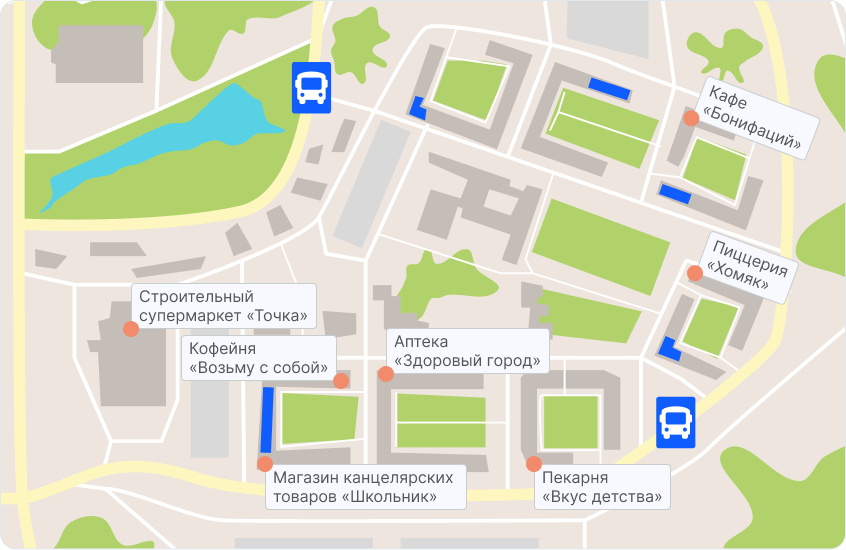 Кафе
«Бонифаций»
Пиццерия
«Хомяк»
Строительный
супермаркет «Точка»
Кофейня
«Возьму с собой»
Аптека
«Здоровый город»
Магазин канцелярских
товаров «Школьник»
Пекарня
«Вкус детства»